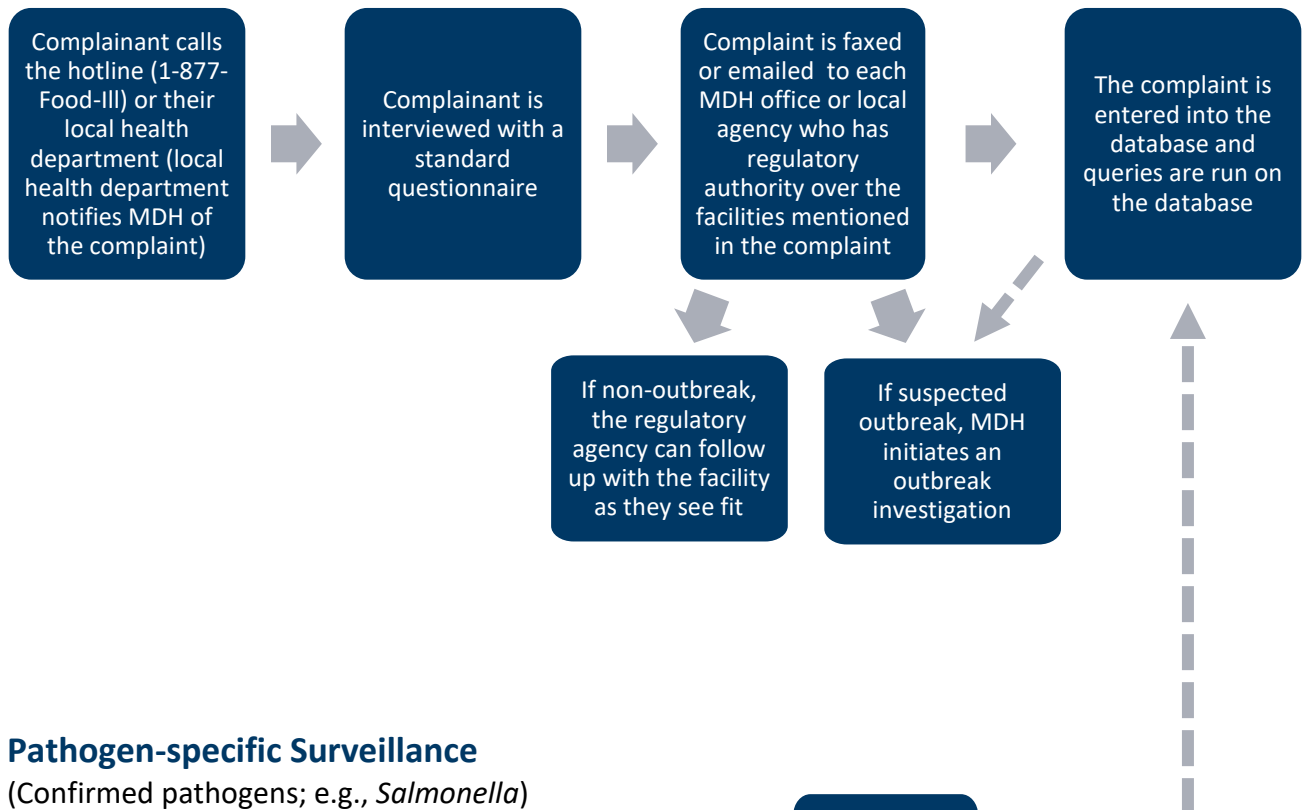 Complainant calls
the hotline (1-877-
Food-Ill) or their
local health
department (local
health department
notifies MDH of
the complaint)
Complainant is
interviewed with a
standard
questionnaire
Complaint is faxed
or emailed  to each
MDH office or local
agency who has
regulatory
authority over the
facilities mentioned
in the complaint
The complaint is
entered into the
database and
queries are run on
the database
If non-outbreak,
the regulatory
agency can follow
up with the facility
as they see fit
If suspected
outbreak, MDH
initiates an
outbreak
investigation
Pathogen-specific Surveillance
(Confirmed pathogens; e.g., Salmonella)